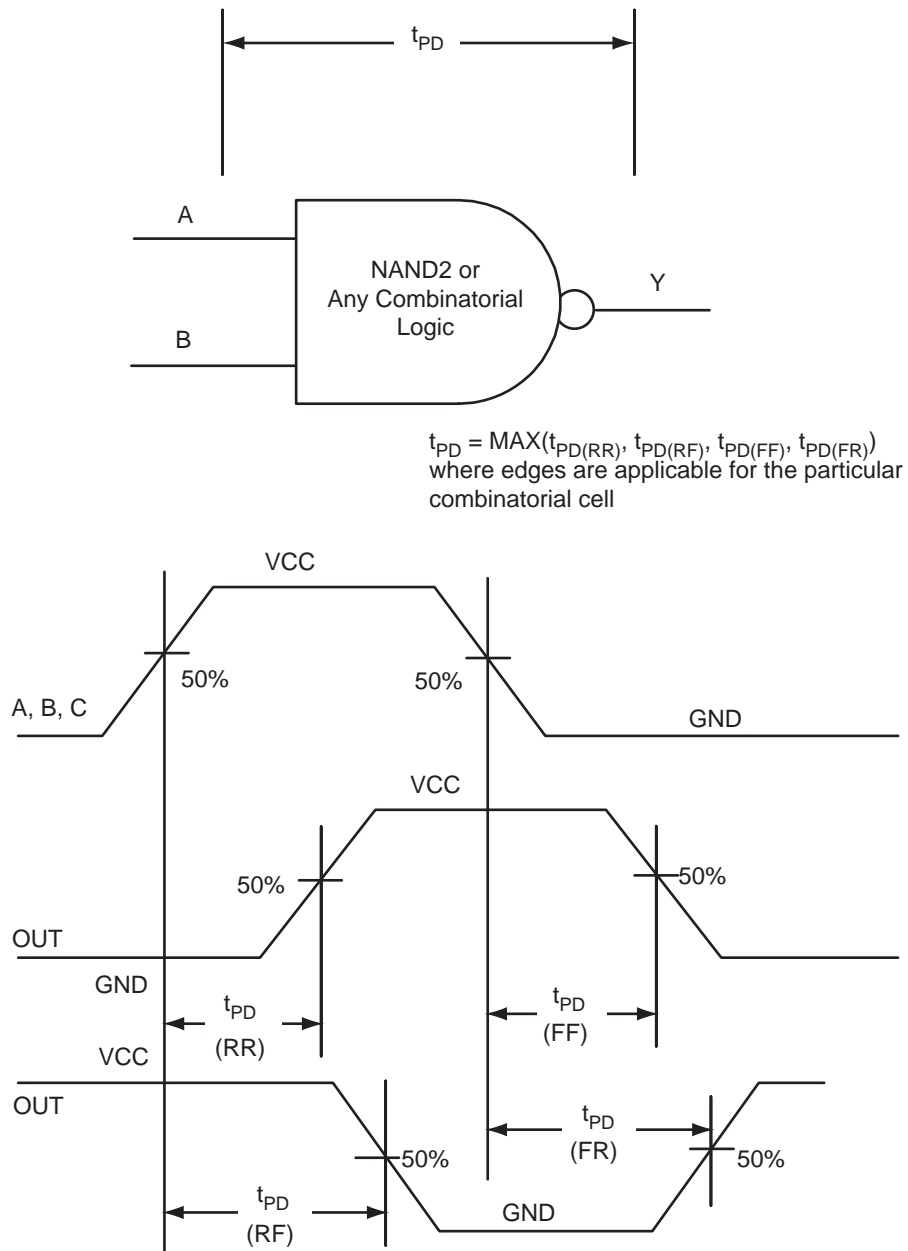 tPD
A
NAND2 or
Any Combinatorial
Logic
Y
B
tPD = MAX(tPD(RR), tPD(RF), tPD(FF), tPD(FR))
where edges are applicable for the particular
combinatorial cell
VCC
50%
50%
A, B, C
GND
VCC
50%
50%
OUT
GND
tPD
(RR)
tPD
(FF)
VCC
OUT
tPD
(FR)
50%
50%
tPD
(RF)
GND